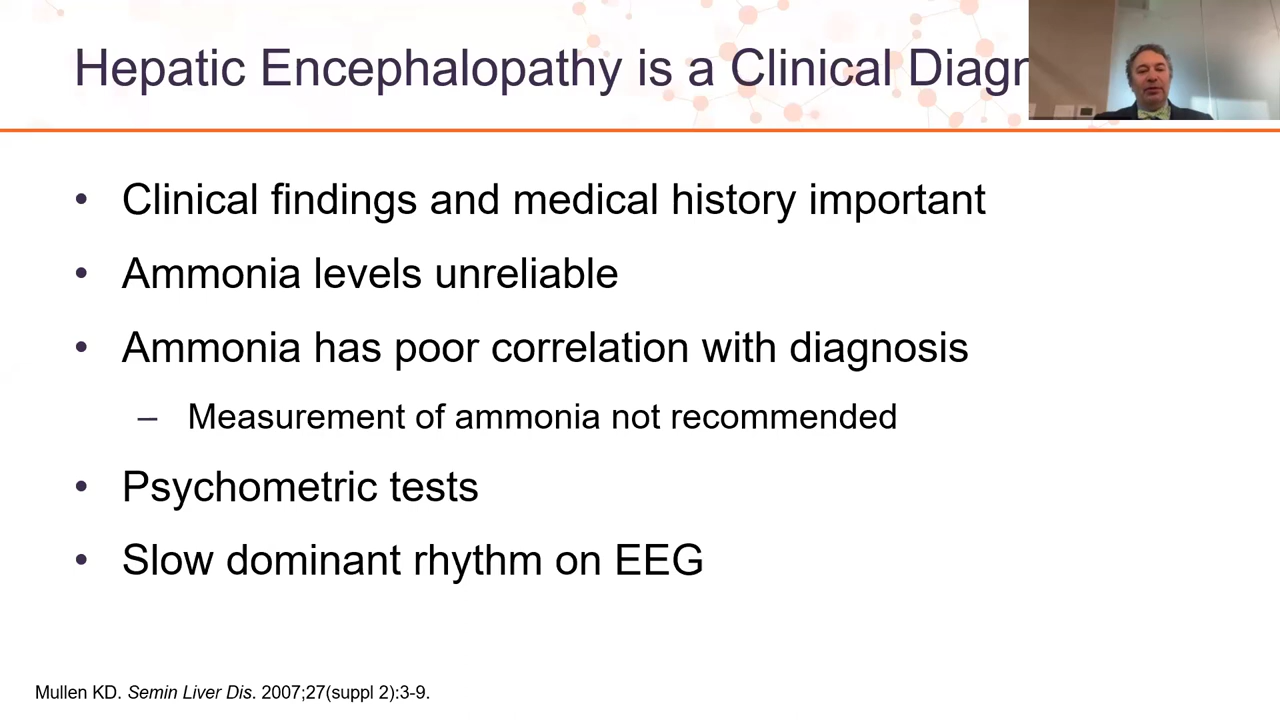 Hepatic Encephalopathy is a Clinical Diagn
• Clinical findings and medical history important
• Ammonia levels unreliable
• Ammonia has poor correlation with diagnosis
– Measurement of ammonia not recommended
• Psychometric tests
• Slow dominant rhythm on EEG
Mullen KD. Semin Liver Dis. 2007;27(suppl 2):3-9.